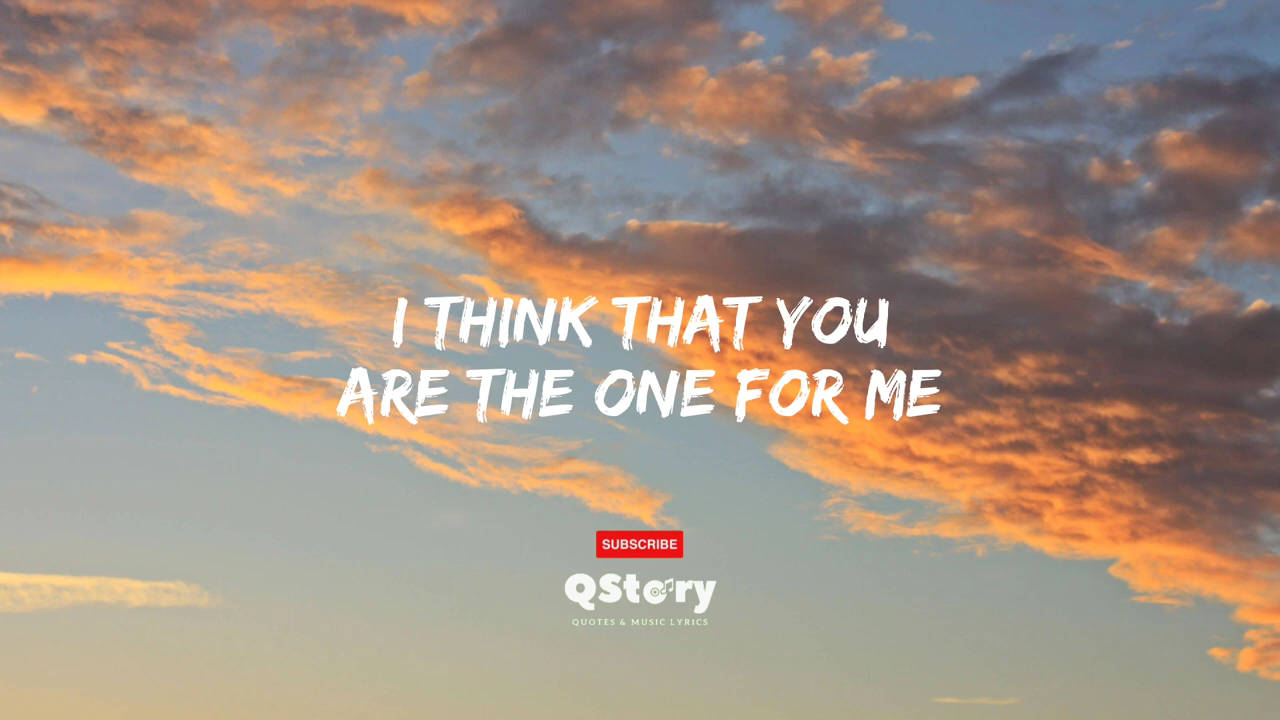 I THINK THAT YOU
ARE THE ONE FOR ME
SUBSCRIBE
QStory
QUOTES & MUSIC LYRICS